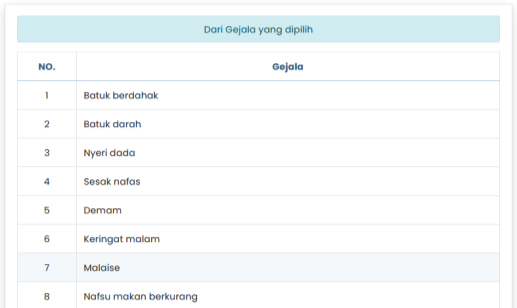 Dari Gejala yang dipilih
NO. Gejala
1 Batuk berdahak
2 Batuk darah
3 Nyeri dada
4 Sesak nafas
5 Demam
6 Keringat malam
7 Malaise
8 Nafsu makan berkurang